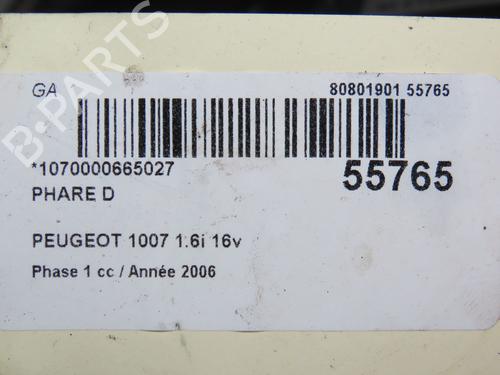 B-PARTS
GA 80801901 55765
*1070000665027 55765
PHARE D
PEUGEOT 1007 1.6i 16v
Phase 1 cc / Année 2006